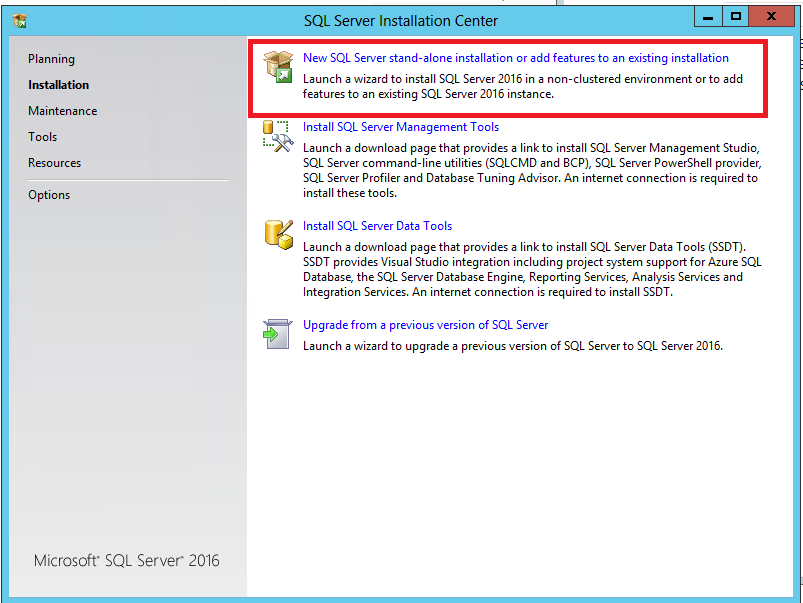 SQL Server Installation Center
Planning
Installation
Maintenance
Tools
Resources
Options
New SQL Server stand-alone installation or add features to an existing installation
Launch a wizard to install SQL Server 2016 in a non-clustered environment or to add
features to an existing SQL Server 2016 instance.
Install SQL Server Management Tools
Launch a download page that provides a link to install SQL Server Management Studio,
SQL Server command-line utilities (SQLCMD and BCP), SQL Server PowerShell provider,
SQL Server Profiler and Database Tuning Advisor. An internet connection is required to
install these tools.
Install SQL Server Data Tools
Launch a download page that provides a link to install SQL Server Data Tools (SSDT).
SSDT provides Visual Studio integration including project system support for Azure SQL
Database, the SQL Server Database Engine, Reporting Services, Analysis Services and
Integration Services. An internet connection is required to install SSDT.
Upgrade from a previous version of SQL Server
Launch a wizard to upgrade a previous version of SQL Server to SQL Server 2016.
Microsoft® SQL Server® 2016